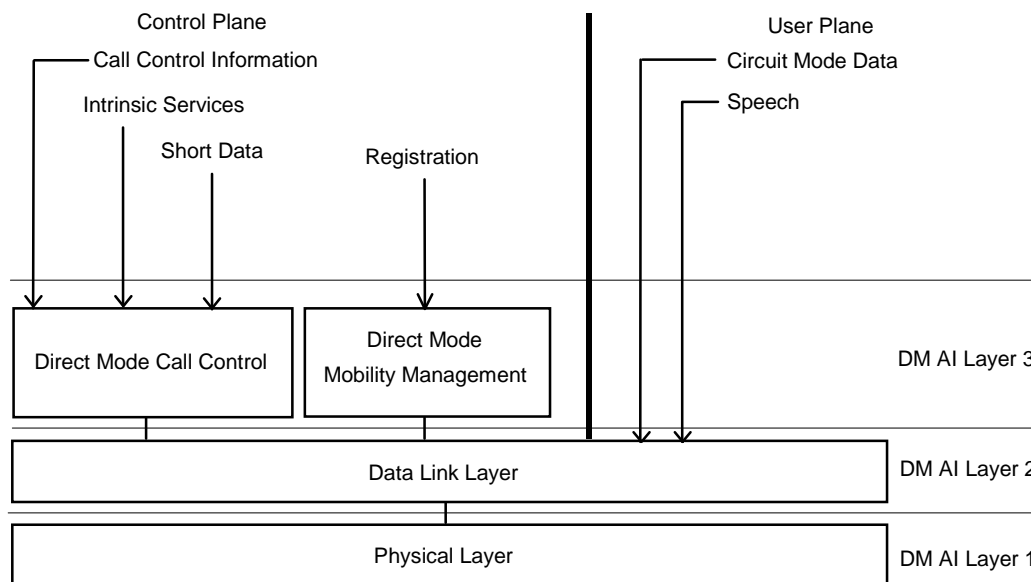 Control Plane
User Plane
Call Control Information
Circuit Mode Data
Intrinsic Services
Speech
Short Data
Registration
Direct Mode Call Control
Direct Mode
Mobility Management
DM AI Layer 3
Data Link Layer
DM AI Layer 2
Physical Layer
DM AI Layer 1